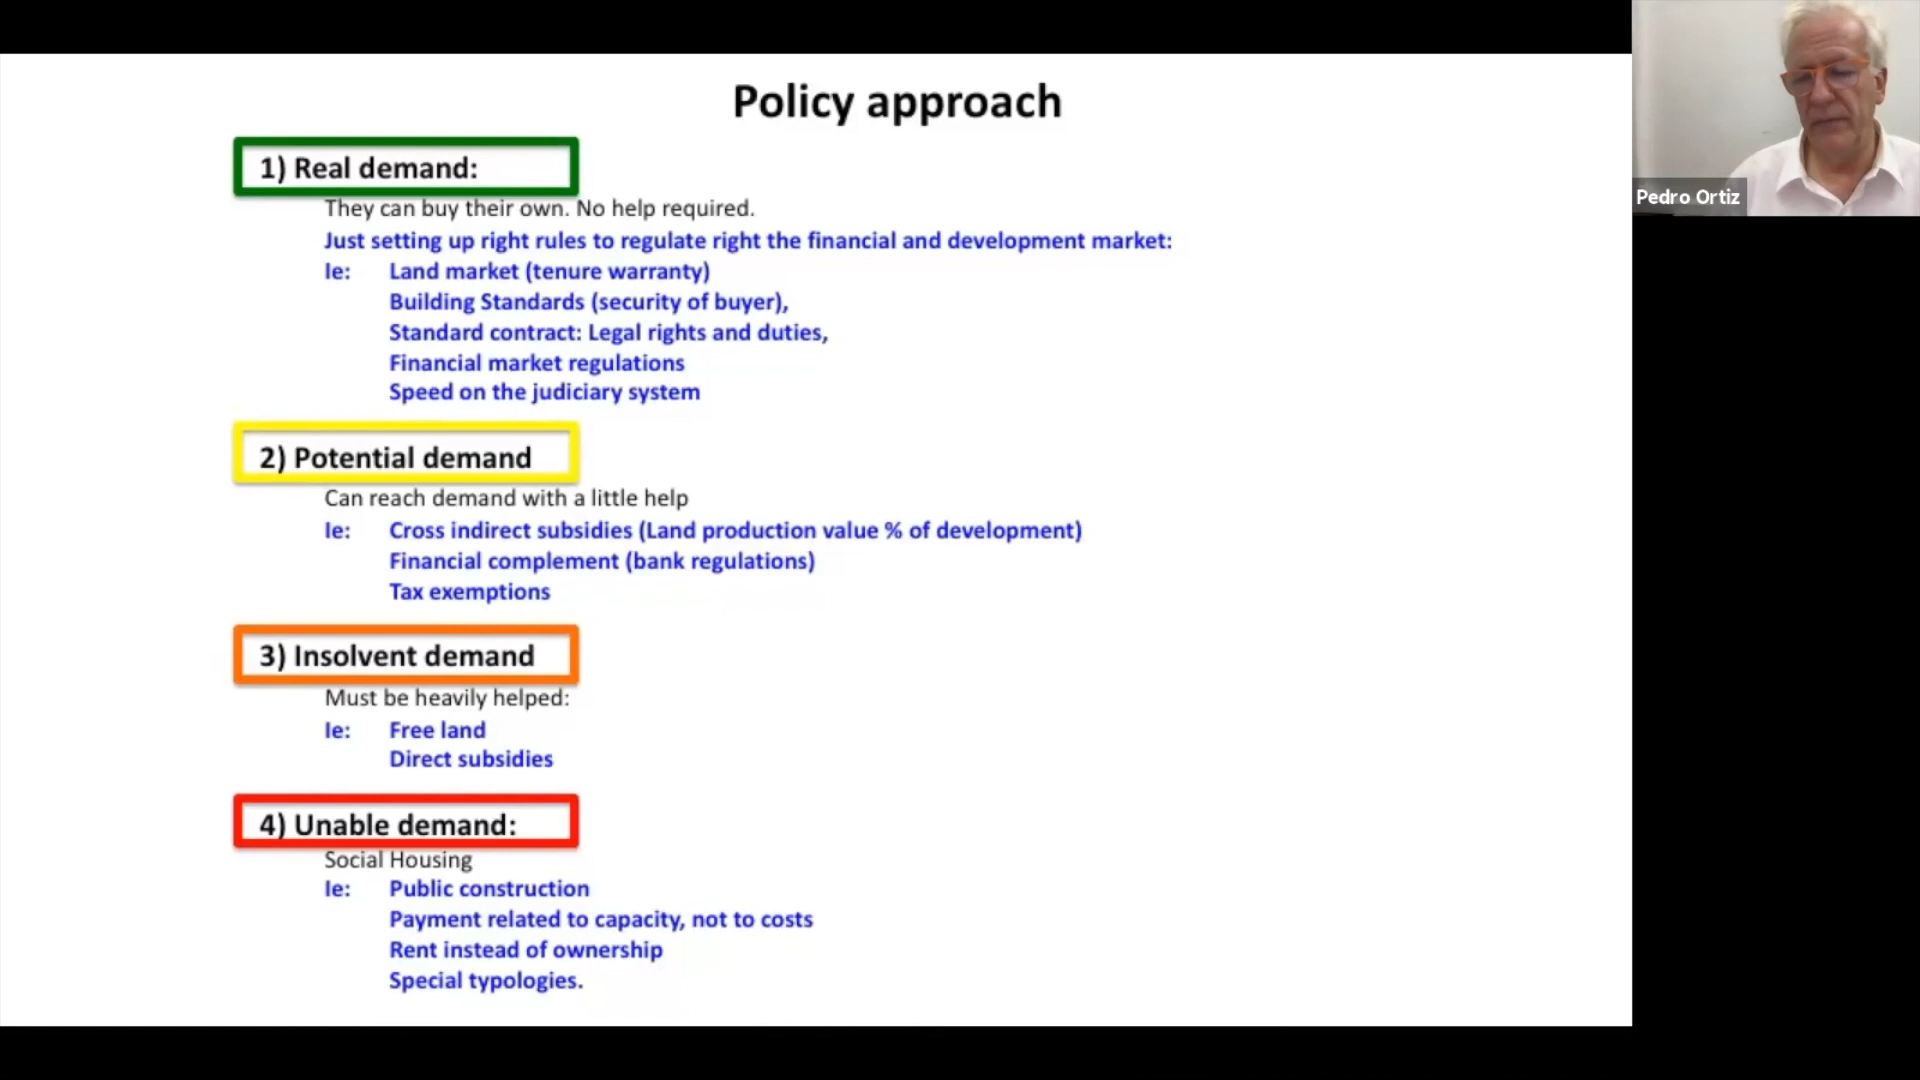 Policy approach
1) Real demand:
They can buy their own. No help required.
Just setting up right rules to regulate right the financial and development market:
Ie: Land market (tenure warranty)
Building Standards (security of buyer),
Standard contract: Legal rights and duties,
Financial market regulations
Speed on the judiciary system
2) Potential demand
Can reach demand with a little help
Ie: Cross indirect subsidies (Land production value % of development)
Financial complement (bank regulations)
Tax exemptions
3) Insolvent demand
Must be heavily helped:
Ie: Free land
Direct subsidies
4) Unable demand:
Social Housing
Ie: Public construction
Payment related to capacity, not to costs
Rent instead of ownership
Special typologies.
Pedro Ortiz